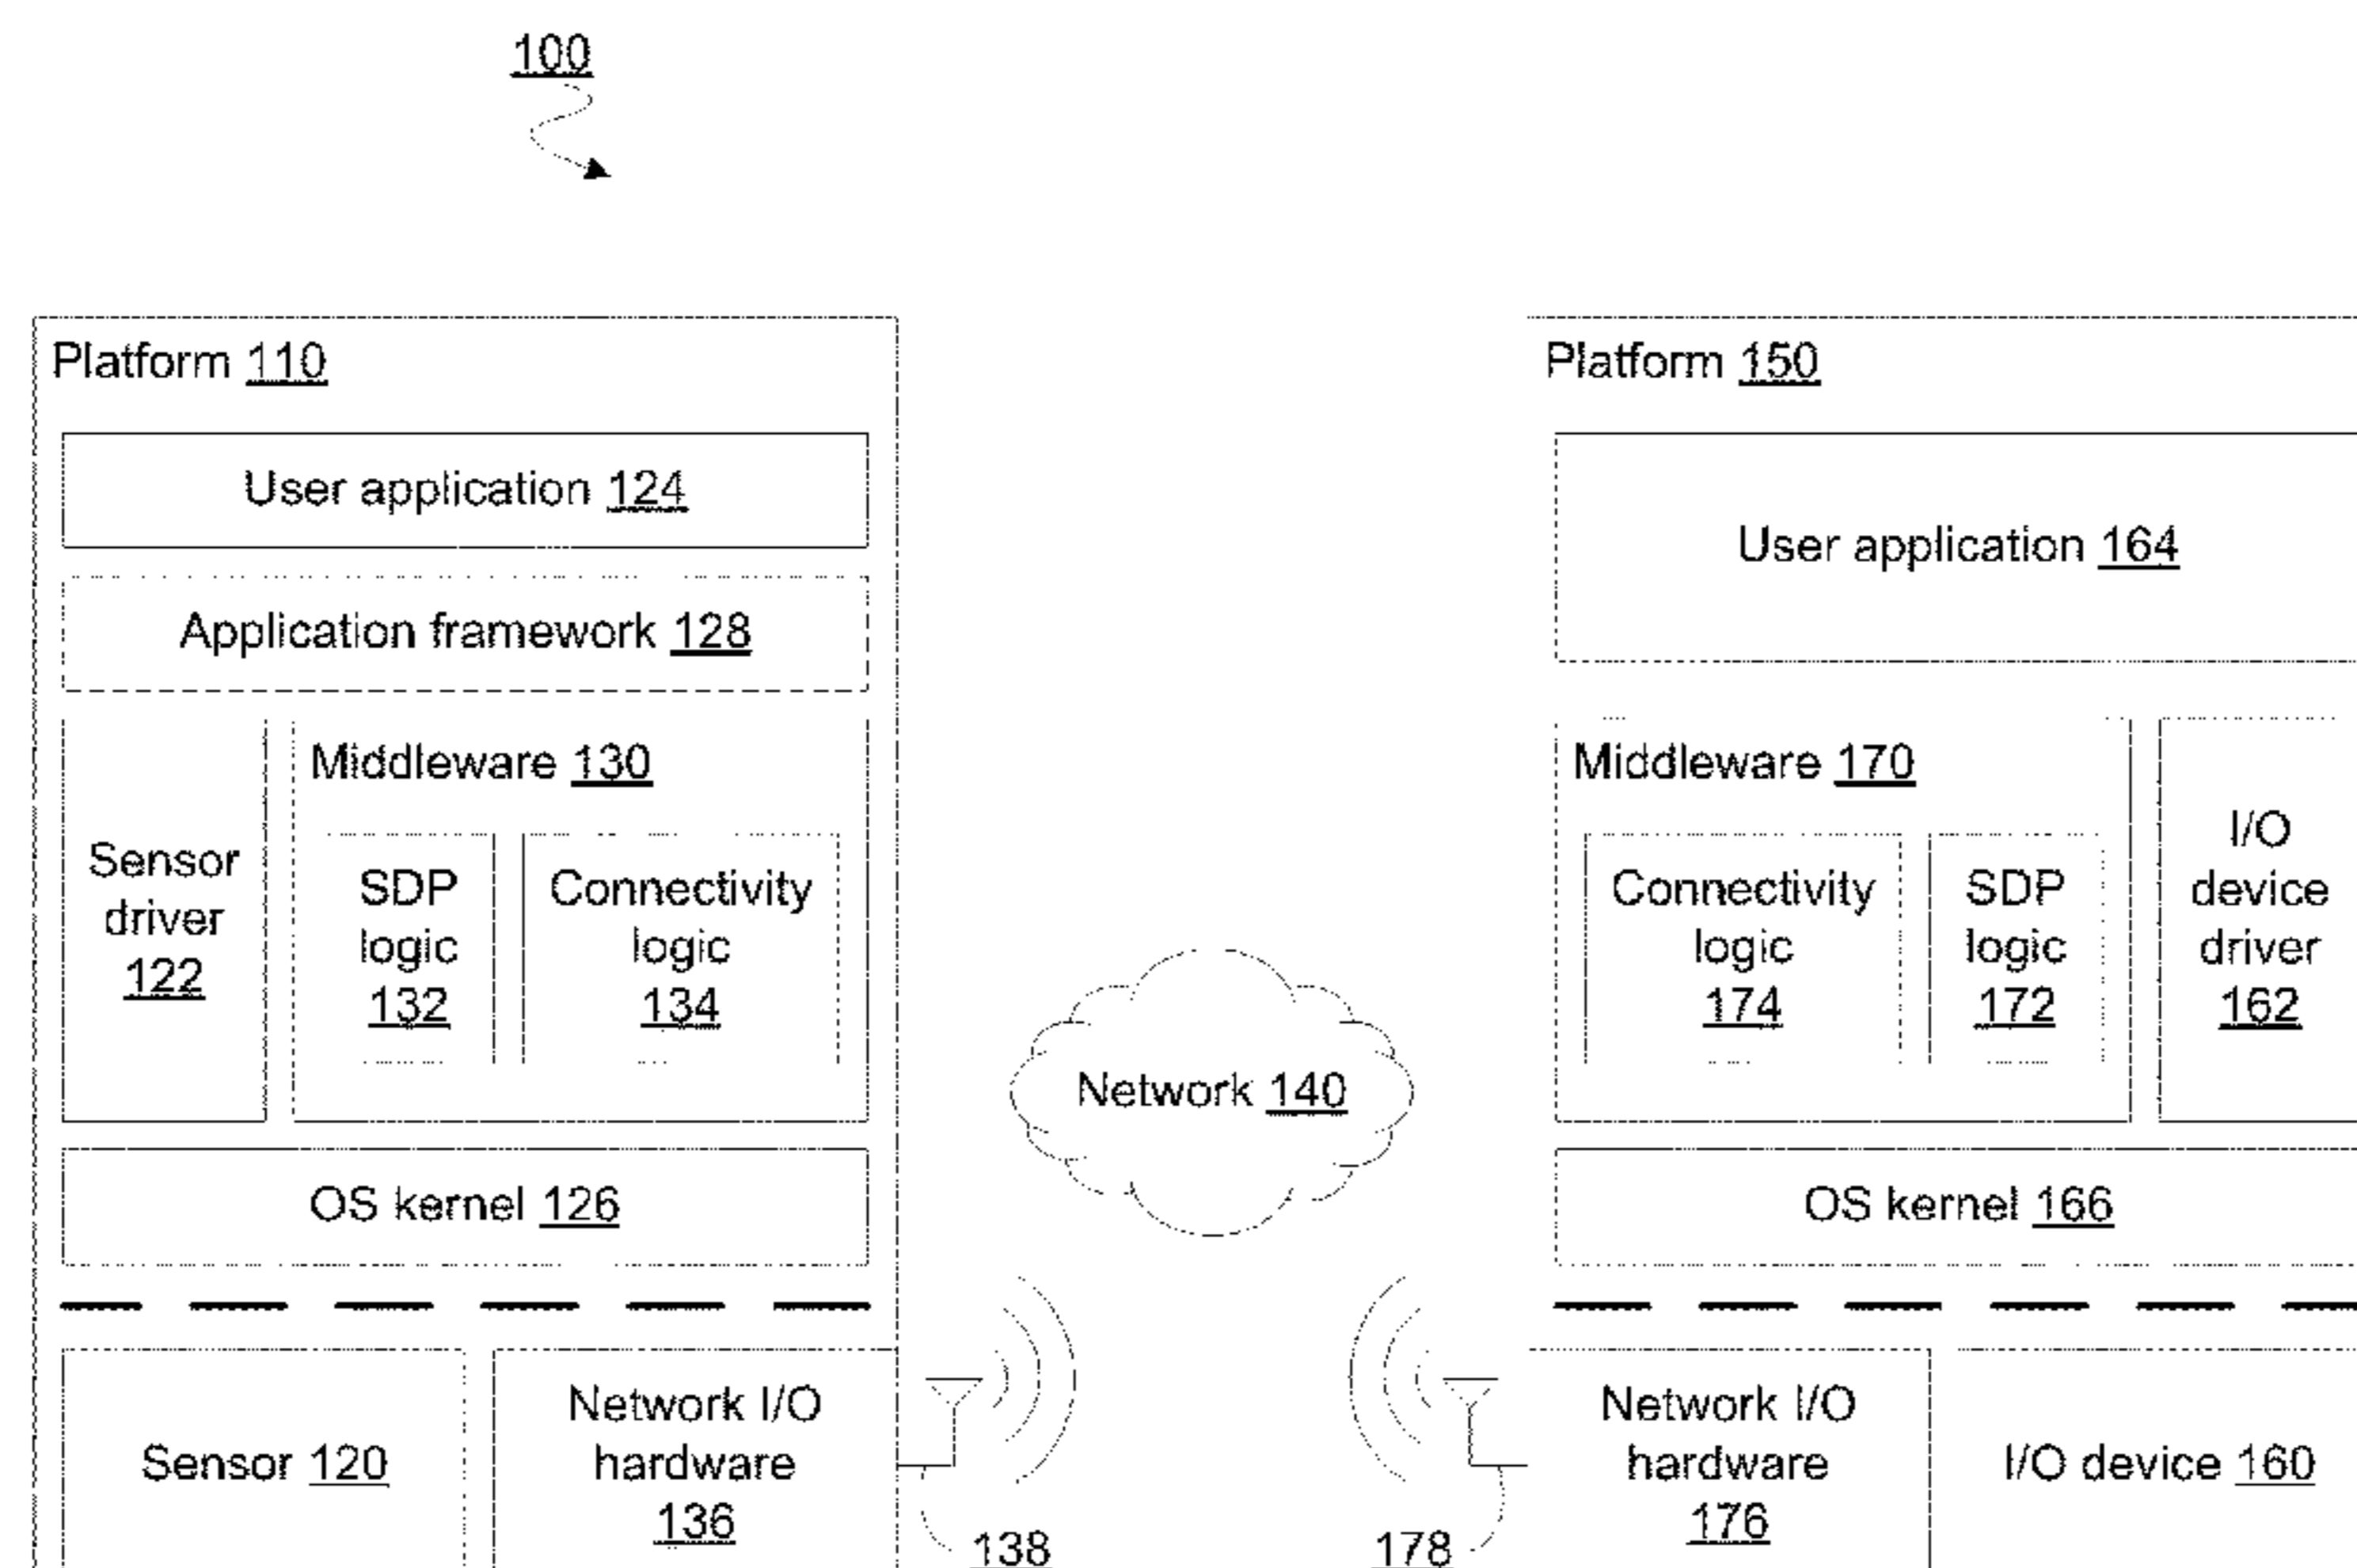 100
Platform 110
User application 124
Application framework 128
Sensor
driver
122
Middleware 130
SDP
logic
132
Connectivity
logic
134
OS kernel 126
Sensor 120
Network I/O
hardware
136
138
Network 140
178
Platform 150
User application 164
Middleware 170
Connectivity
logic
174
SDP
logic
172
I/O
device
driver
162
OS kernel 166
Network I/O
hardware
176
I/O device 160